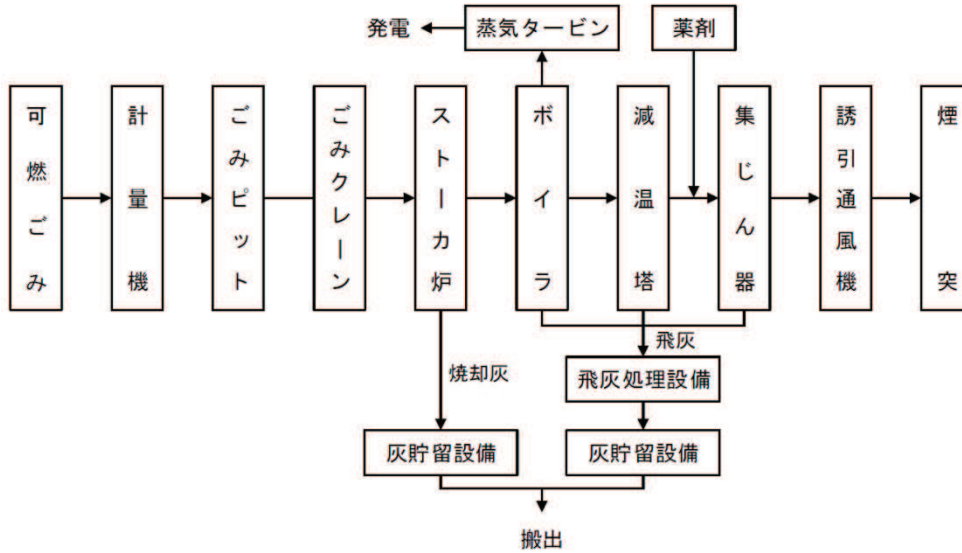 発電
蒸気タービン
薬剤
可燃ごみ
計量機
ごみピット
ごみクレーン
ストーカ炉
ボイラ
減温塔
集じん器
誘引通風機
煙突
飛灰
焼却灰
飛灰処理設備
灰貯留設備
灰貯留設備
搬出